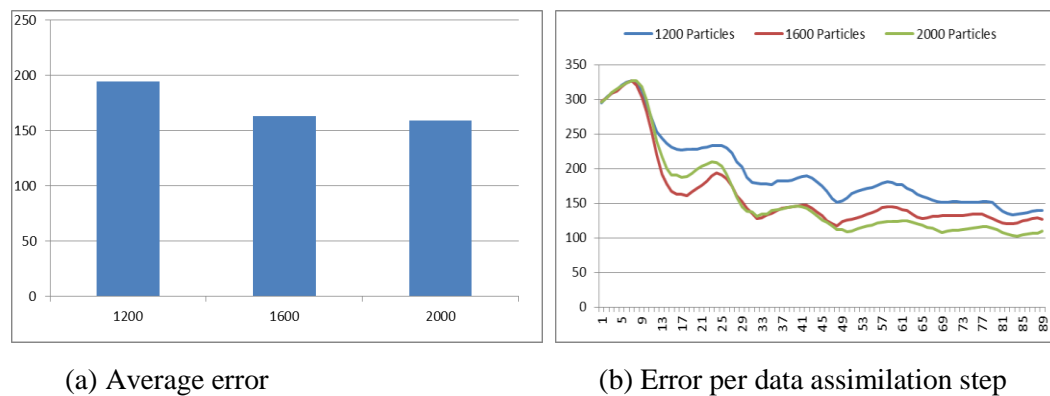 250
200
150
100
50
0
1200 1600 2000
1200 Particles 1600 Particles 2000 Particles
350
300
250
200
150
100
50
0
1 5 9 13 17 21 25 29 33 37 41 45 49 53 57 61 65 69 73 77 81 85 89
(a) Average error
(b) Error per data assimilation step